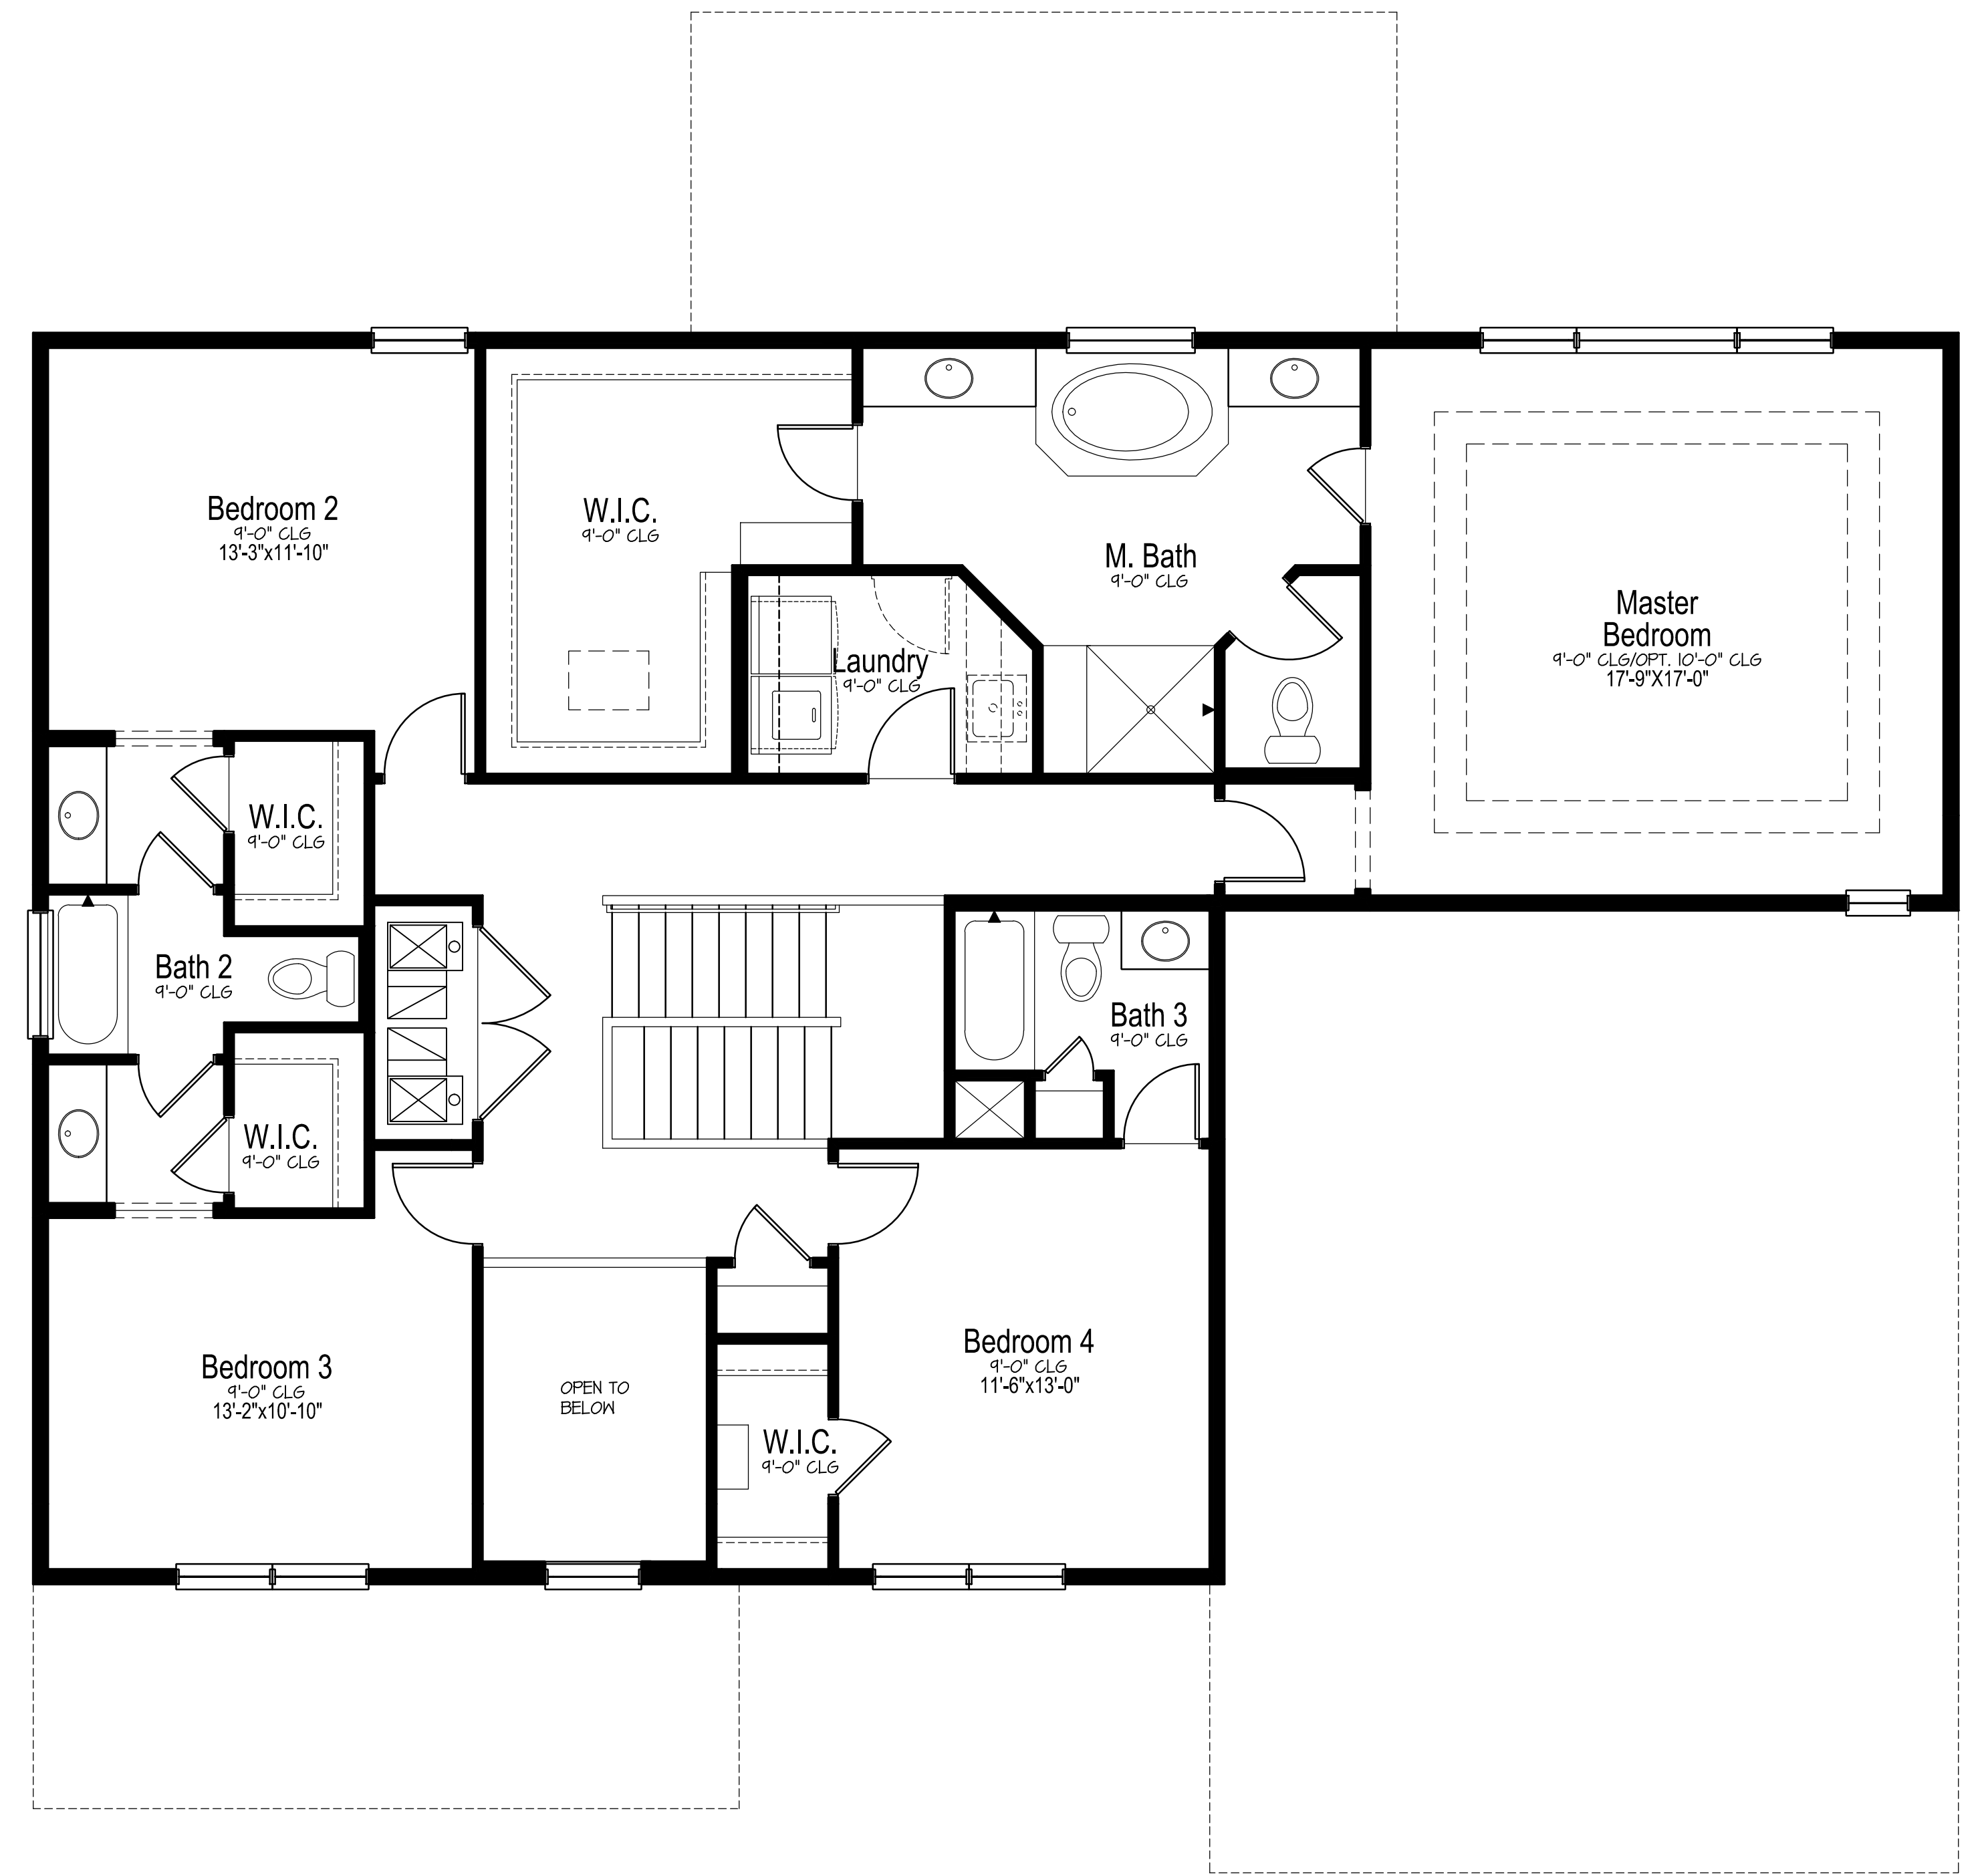 Bedroom 2
9'-0" CLG
13'-3"x11'-10"
W.I.C.
9'-0" CLG
M. Bath
9'-0" CLG
Master
Bedroom
9'-0" CLG/OPT. 10'-0" CLG
17'-9"X17'-0"
Laundry
9'-0" CLG
W.I.C.
9'-0" CLG
Bath 2
9'-0" CLG
Bath 3
9'-0" CLG
W.I.C.
9'-0" CLG
Bedroom 3
9'-0" CLG
13'-2"x10'-10"
OPEN TO
BELOW
Bedroom 4
9'-0" CLG
11'-6"x13'-0"
W.I.C.
9'-0" CLG